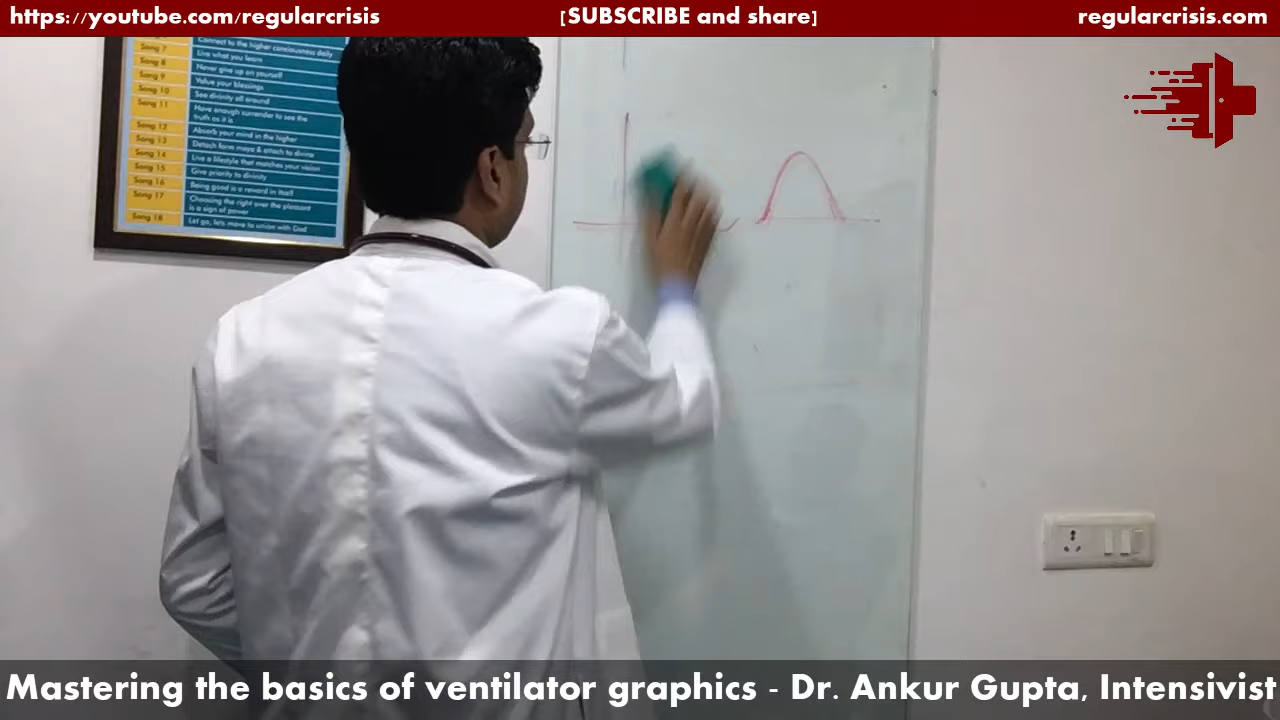 https://youtube.com/regularcrisis
[SUBSCRIBE and share]
regularcrisis.com
Song 7
Connect to the higher conciousness daily
Song 8
Live what you learn
Song 9
Never give up on yourself
Song 10
Value your blessings
Song 11
See divinity all around
Have enough surrender to see the
truth as it is
Song 12
Absorb your mind in the higher
Song 13
Detach form maya & attach to divine
Song 14
Live a lifestyle that matches your vision
Song 15
Give priority to divinity
Song 16
Being good is a reward in itself
Song 17
Choosing the right over the pleasant
is a sign of power
Song 18
Let go, lets move to union with God
Mastering the basics of ventilator graphics - Dr. Ankur Gupta, Intensivist